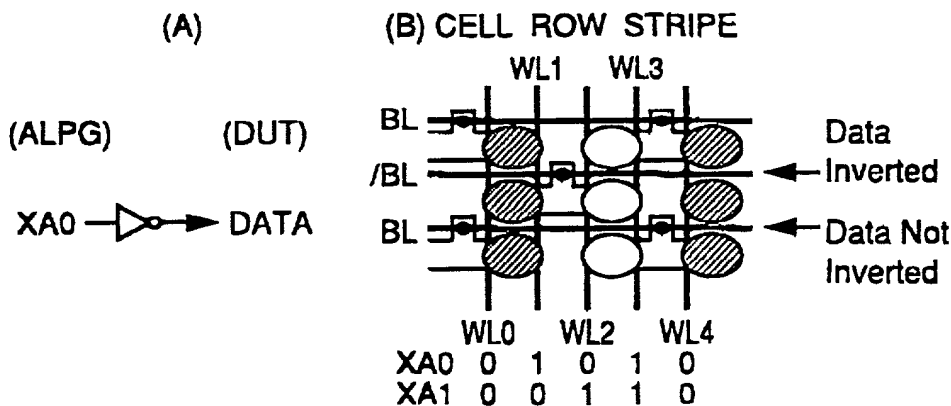 (A)
(B) CELL ROW STRIPE
WL1 WL3
(ALPG) (DUT)
XA0 DATA
BL
/BL
BL
Data
Inverted
Data Not
Inverted
WL0 WL2 WL4
XA0 0 1 0 1 0
XA1 0 0 1 1 0